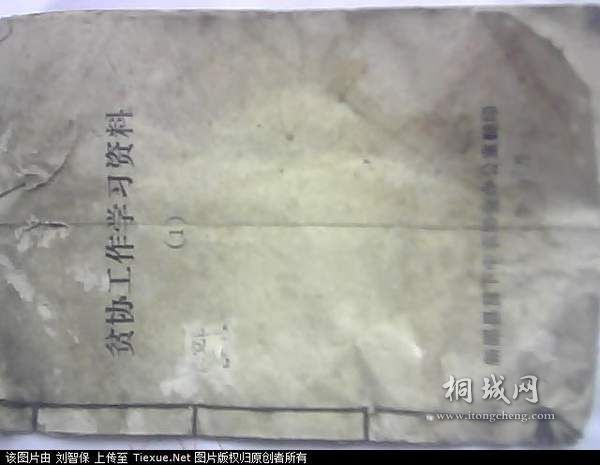 贫协工作学习资料
(1)
桐城网
www.itongcheng.com
该图片由 刘智保 上传至 Tiexue.Net 图片版权归原创者所有